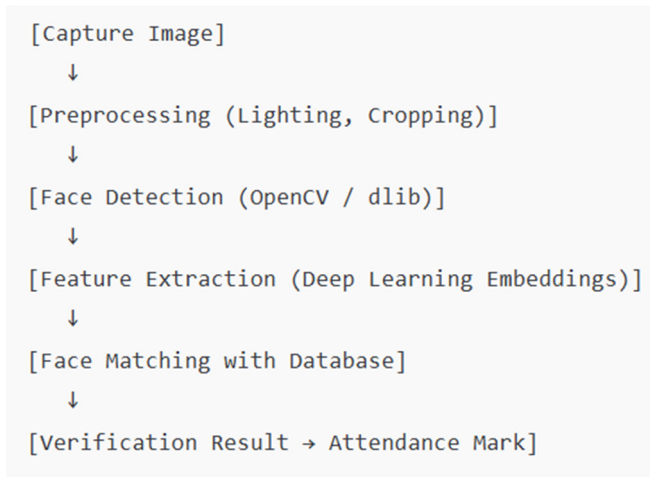 [Capture Image]
↓
[Preprocessing (Lighting, Cropping)]
↓
[Face Detection (OpenCV / dlib)]
↓
[Feature Extraction (Deep Learning Embeddings)]
↓
[Face Matching with Database]
↓
[Verification Result → Attendance Mark]